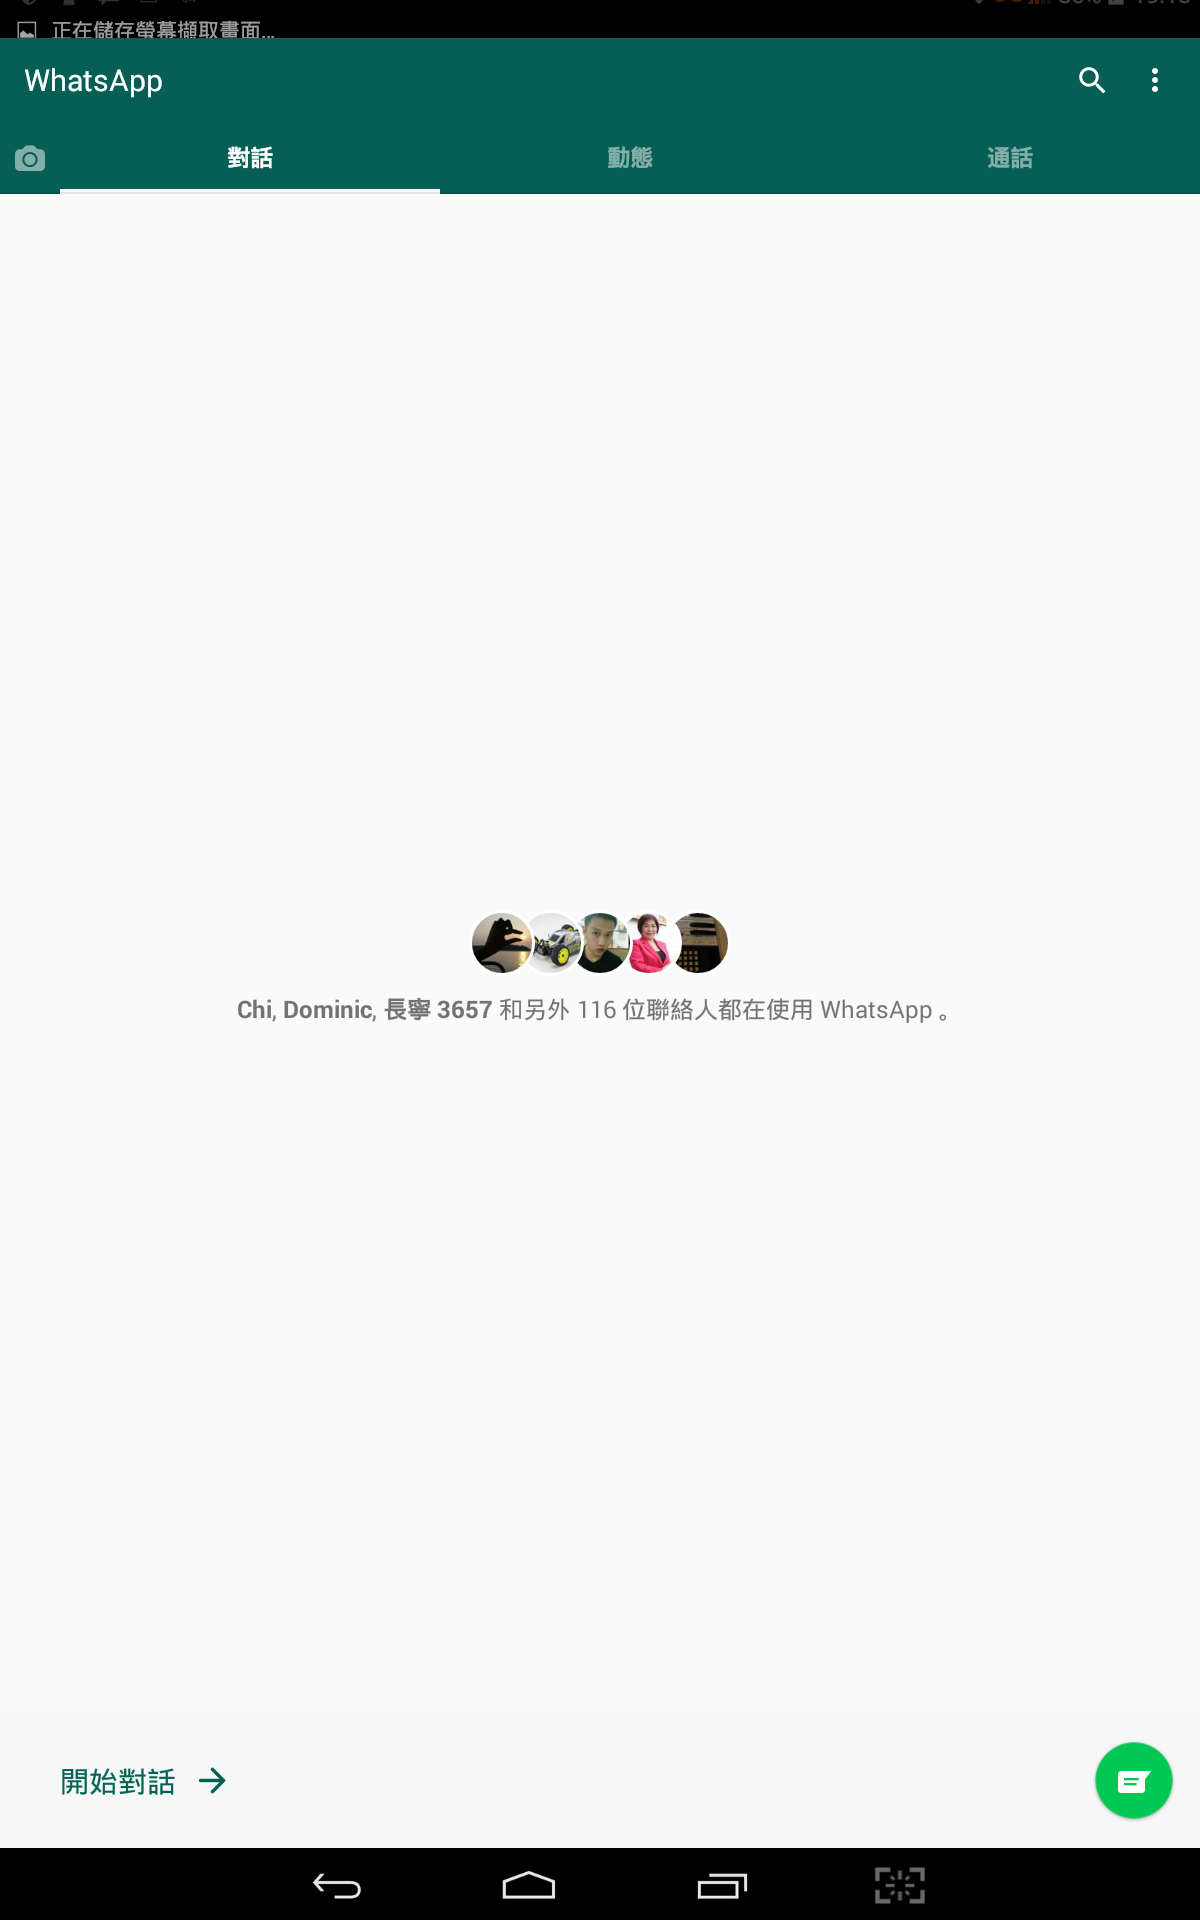 正在儲存螢幕擷取畫面...
WhatsApp
對話
動態
通話
Chi, Dominic, 長寧 3657 和另外 116 位聯絡人都在使用 WhatsApp 。
開始對話